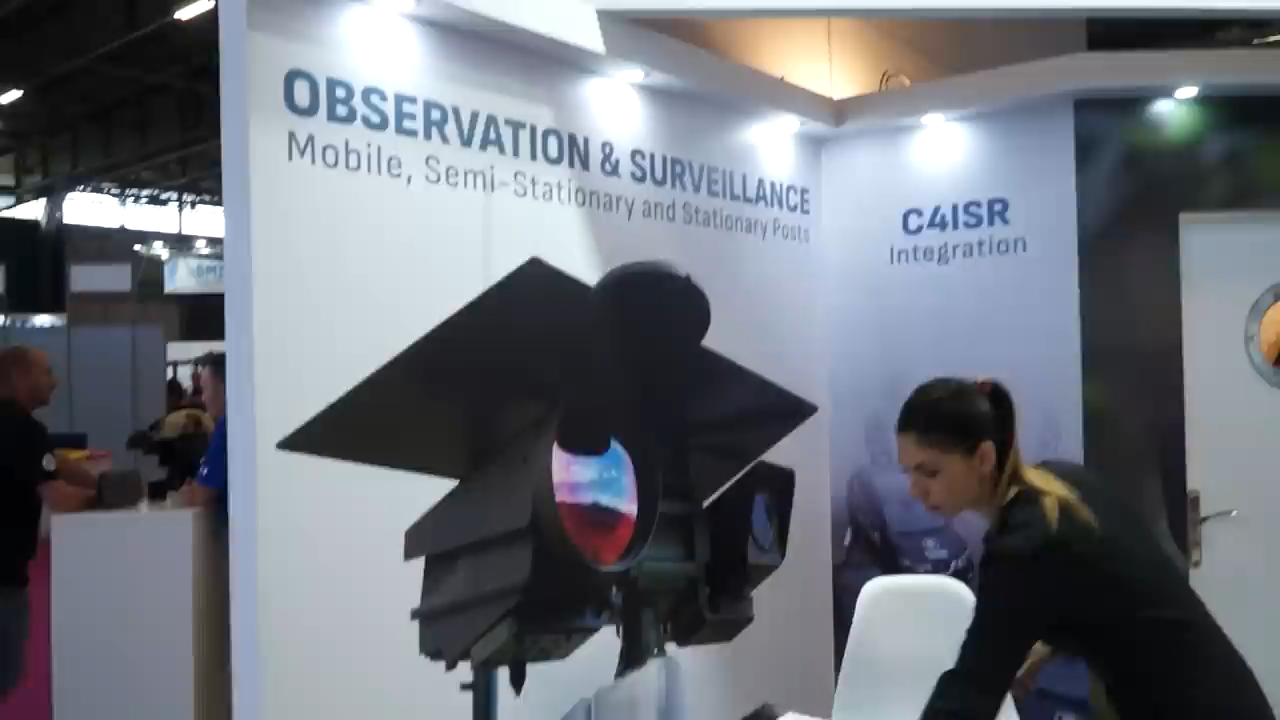 OBSERVATION & SURVEILLANCE
Mobile, Semi-Stationary and Stationary Posts
C4ISR
Integration